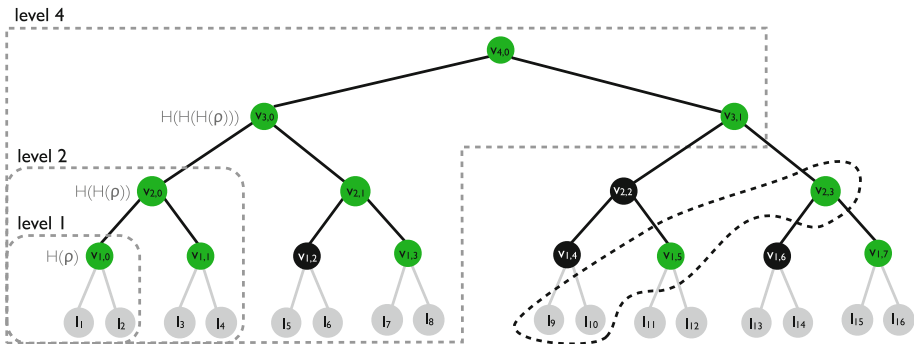 level 4
v4,0
H(H(H(ρ))) v3,0 v3,1
level 2
H(H(ρ)) v2,0 v2,1 v2,2 v2,3
level 1
H(ρ) v1,0 v1,1 v1,2 v1,3 v1,4 v1,5 v1,6 v1,7
l1 l2 l3 l4 l5 l6 l7 l8 l9 l10 l11 l12 l13 l14 l15 l16